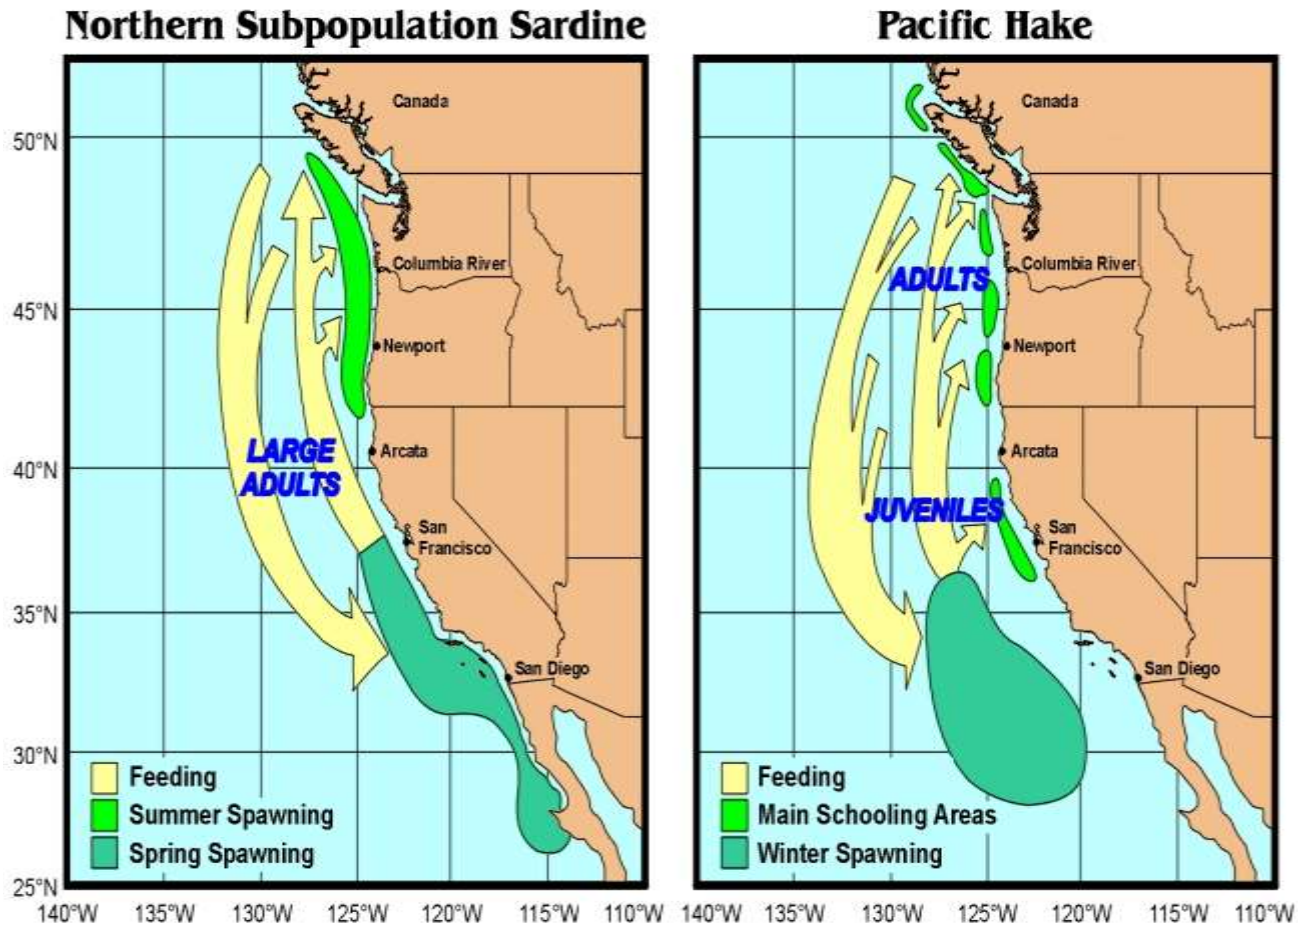 Northern Subpopulation Sardine
Canada
50°N
Columbia River
45°N
Newport
LARGE
ADULTS
Arcata
40°N
San
Francisco
35°N
San Diego
30°N
Feeding
Summer Spawning
Spring Spawning
25°N
140°W 135°W 130°W 125°W 120°W 115°W 110°W
Pacific Hake
Canada
Columbia River
ADULTS
Newport
Arcata
JUVENILES
San
Francisco
San Diego
Feeding
Main Schooling Areas
Winter Spawning
140°W 135°W 130°W 125°W 120°W 115°W 110°W